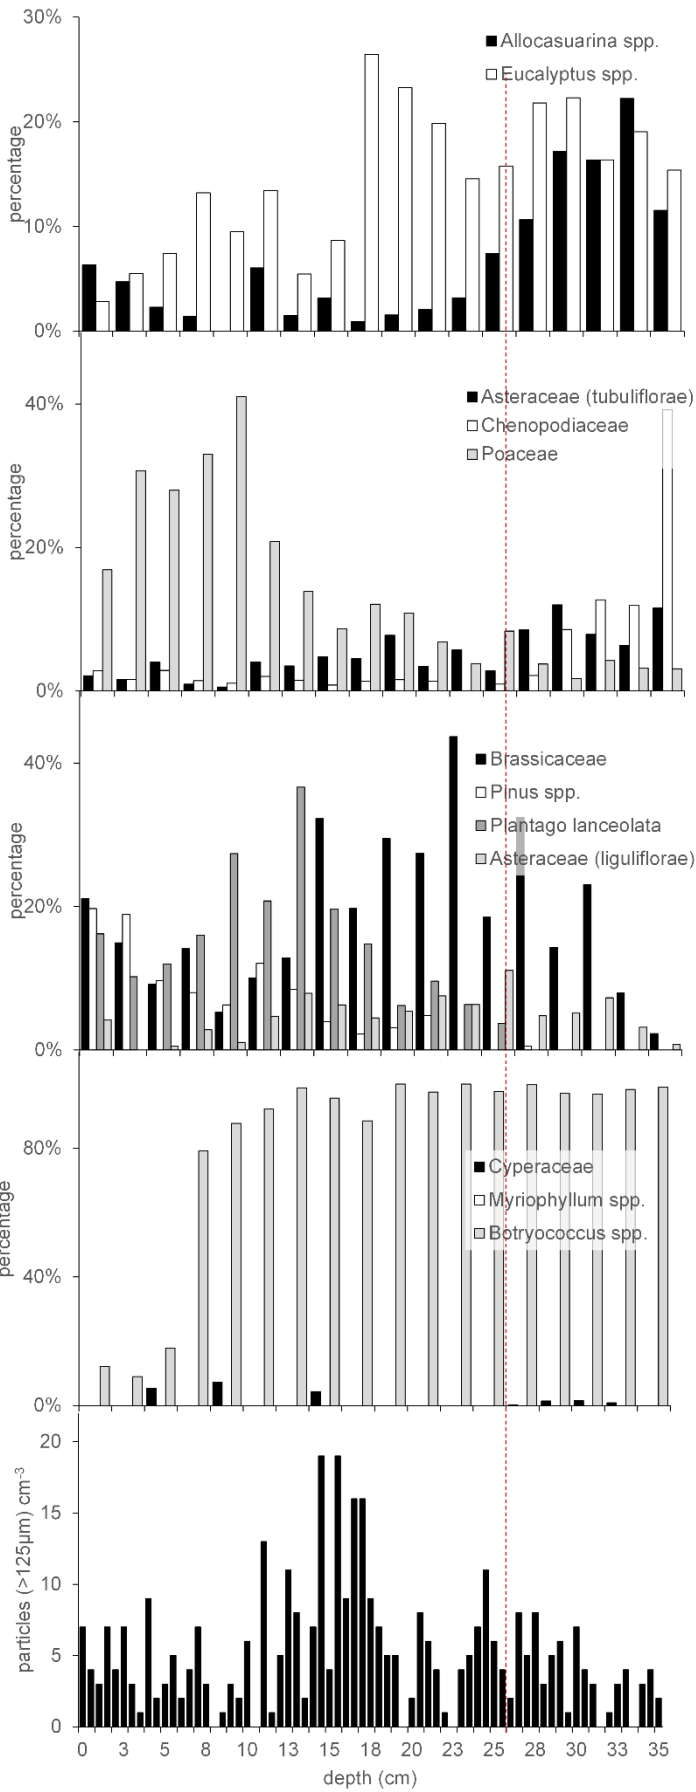 30%
Allocasuarina spp.
Eucalyptus spp.
20%
percentage
10%
0%
Asteraceae (tubuliflorae)
40%
Chenopodiaceae
Poaceae
percentage
20%
0%
Brassicaceae
40%
Pinus spp.
Plantago lanceolata
Asteraceae (liguliflorae)
percentage
20%
0%
80%
Cyperaceae
Myriophyllum spp.
percentage
Botryococcus spp.
40%
0%
20
15
particles (>125µm) cm-3
10
5
0
0 3 5 8 10 13 15 18 20 23 25 28 30 33 35
depth (cm)